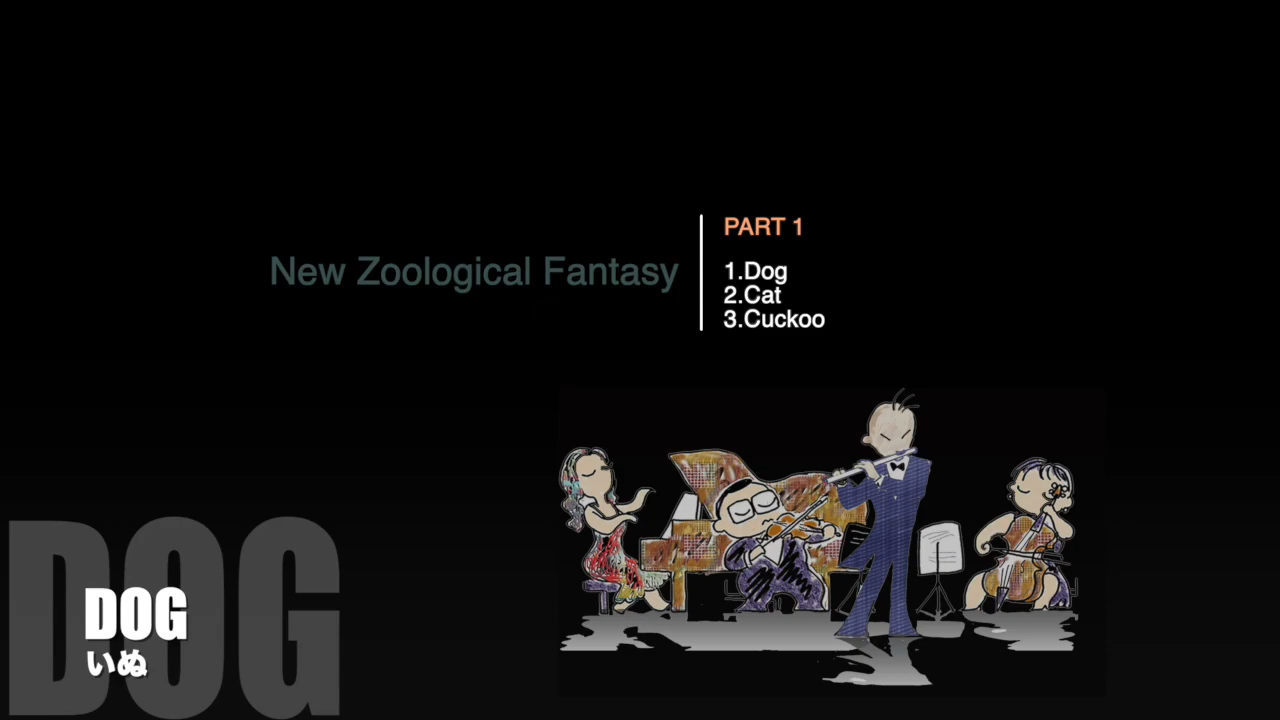 New Zoological Fantasy
PART 1
1.Dog
2.Cat
3.Cuckoo
DOG
DOG
いぬ